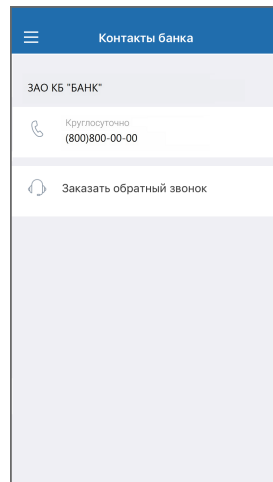 Контакты банка
ЗАО КБ "БАНК"
Круглосуточно
(800)800-00-00
Заказать обратный звонок